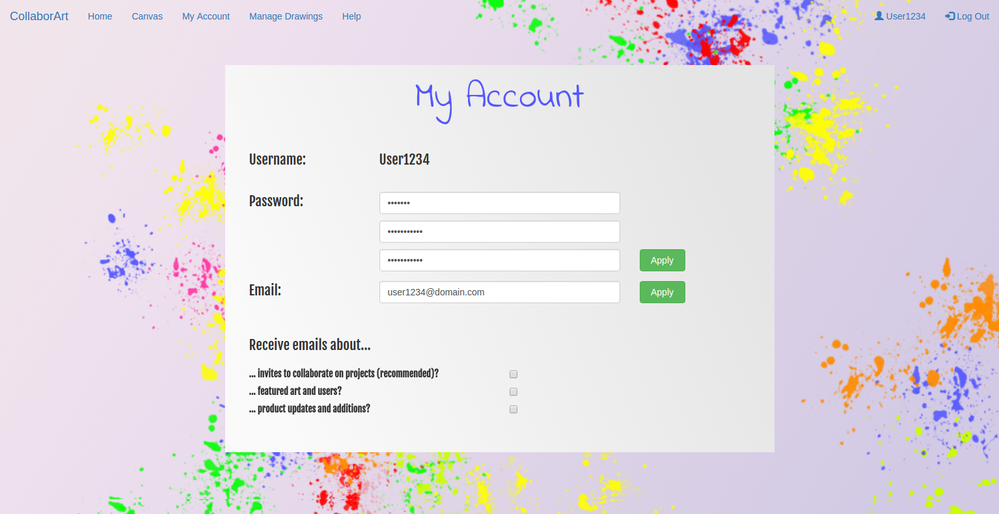 CollaborArt Home Canvas My Account Manage Drawings Help User1234 Log Out
My Account
Username: User1234
Password: •••••••
•••••••••••
••••••••••• Apply
Email: user1234@domain.com Apply
Receive emails about...
... invites to collaborate on projects (recommended)?
... featured art and users?
... product updates and additions?